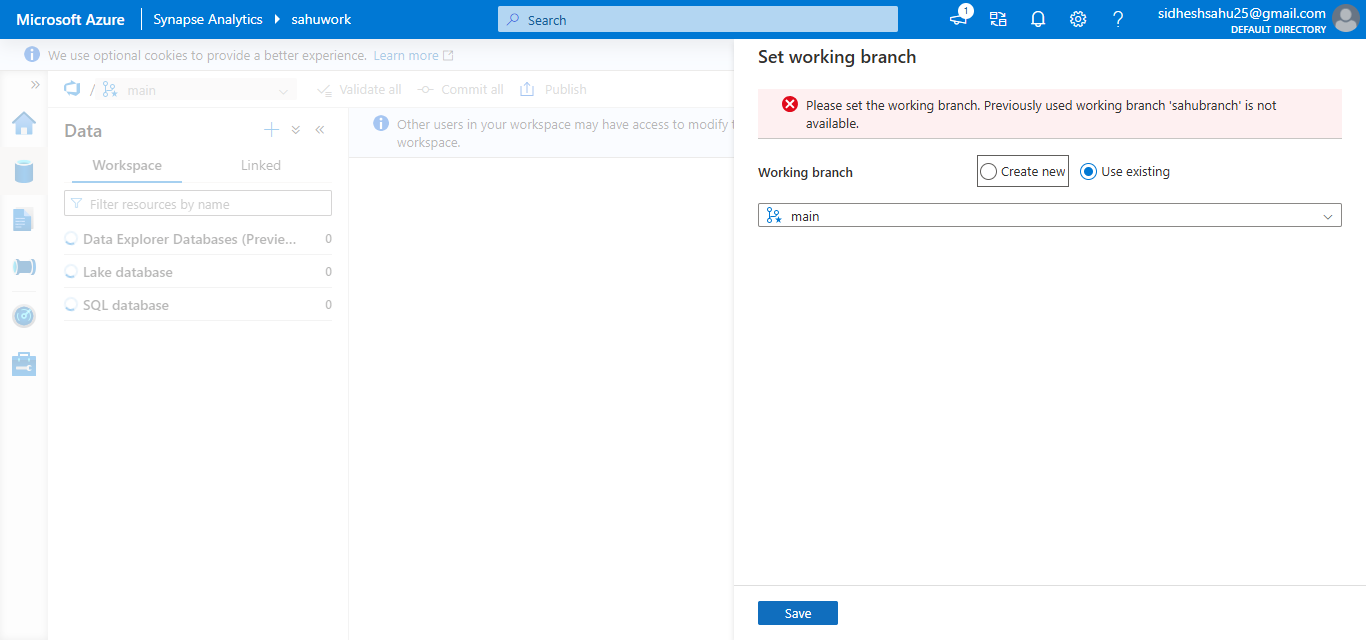 Microsoft Azure
Synapse Analytics
sahuwork
Search
1
sidheshsahu25@gmail.com
DEFAULT DIRECTORY
We use optional cookies to provide a better experience. Learn more
/ main
Validate all
Commit all
Publish
Data
Workspace
Linked
Filter resources by name
Data Explorer Databases (Previe... 0
Lake database 0
SQL database 0
Other users in your workspace may have access to modify t
workspace.
Set working branch
Please set the working branch. Previously used working branch 'sahubranch' is not
available.
Working branch
Create new
Use existing
main
Save